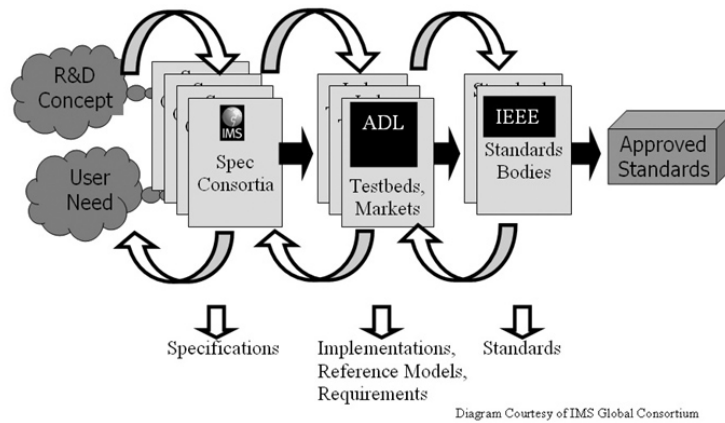 R&D
Concept
User
Need
IMS
Spec
Consortia
ADL
Testbeds,
Markets
IEEE
Standards
Bodies
Approved
Standards
Specifications
Implementations,
Reference Models,
Requirements
Standards
Diagram Courtesy of IMS Global Consortium